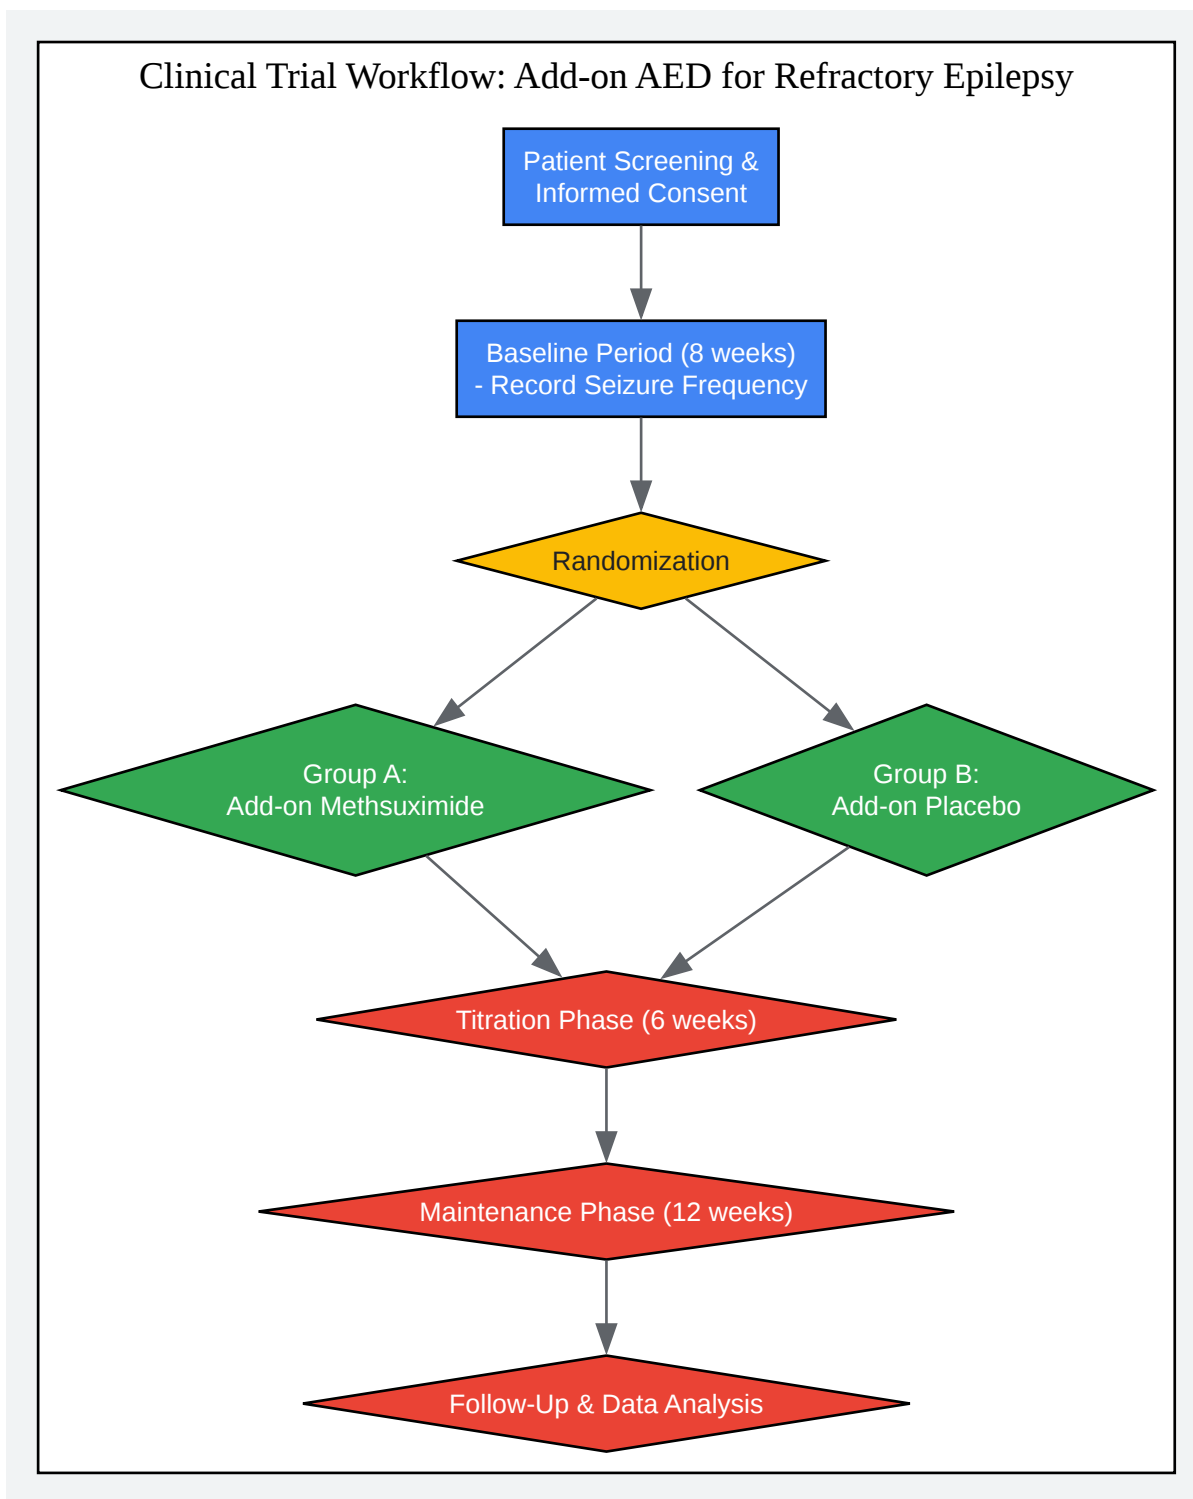 Clinical Trial Workflow: Add-on AED for Refractory Epilepsy
Patient Screening &
Informed Consent
Baseline Period (8 weeks)
- Record Seizure Frequency
Randomization
Group A:
Add-on Methsuximide
Group B:
Add-on Placebo
Titration Phase (6 weeks)
Maintenance Phase (12 weeks)
Follow-Up & Data Analysis